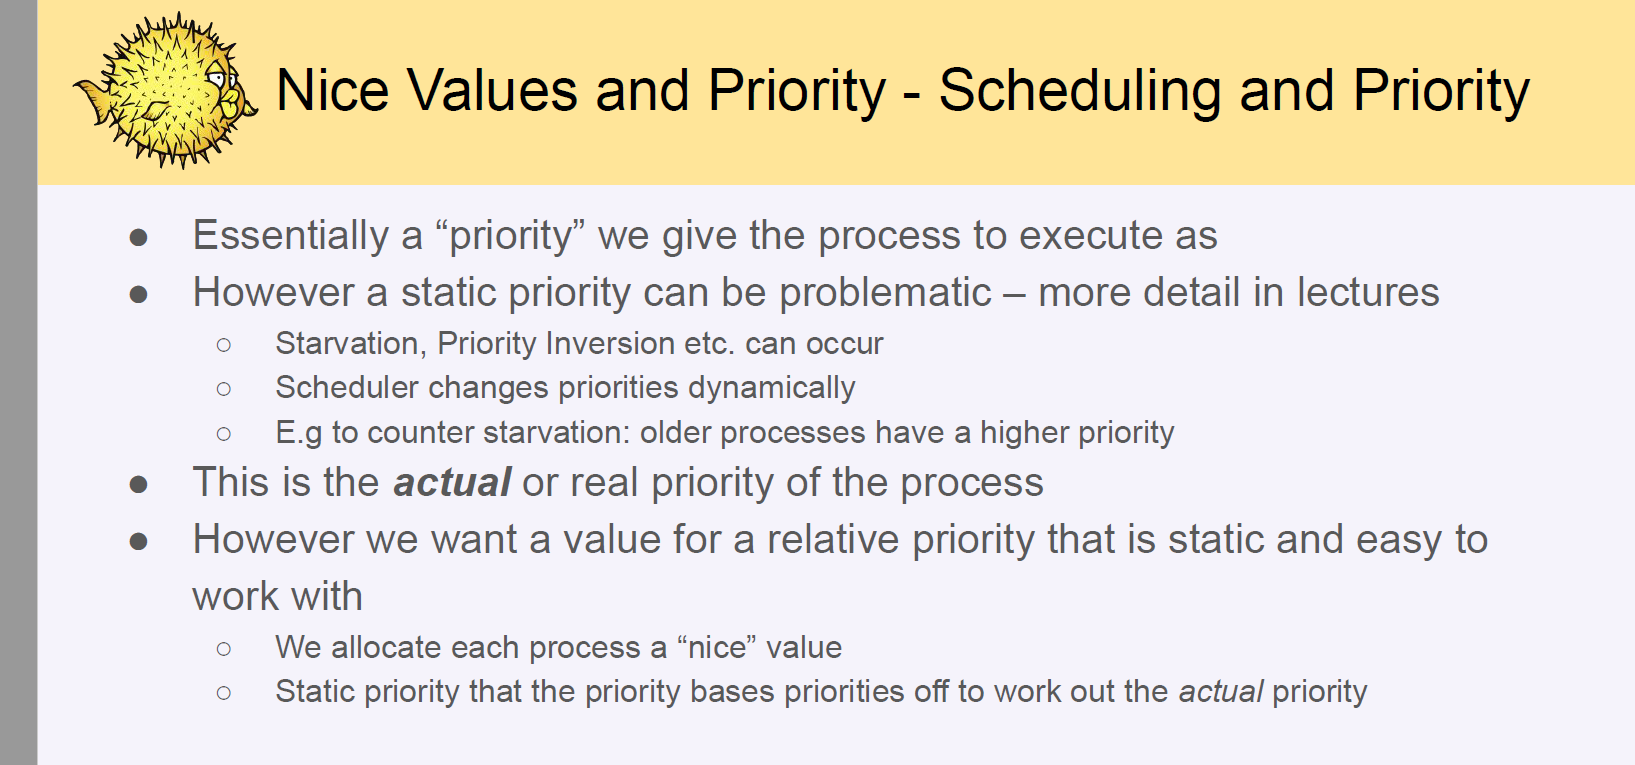 Nice Values and Priority - Scheduling and Priority
● Essentially a “priority” we give the process to execute as
● However a static priority can be problematic – more detail in lectures
○ Starvation, Priority Inversion etc. can occur
○ Scheduler changes priorities dynamically
○ E.g to counter starvation: older processes have a higher priority
● This is the actual or real priority of the process
● However we want a value for a relative priority that is static and easy to
work with
○ We allocate each process a “nice” value
○ Static priority that the priority bases priorities off to work out the actual priority